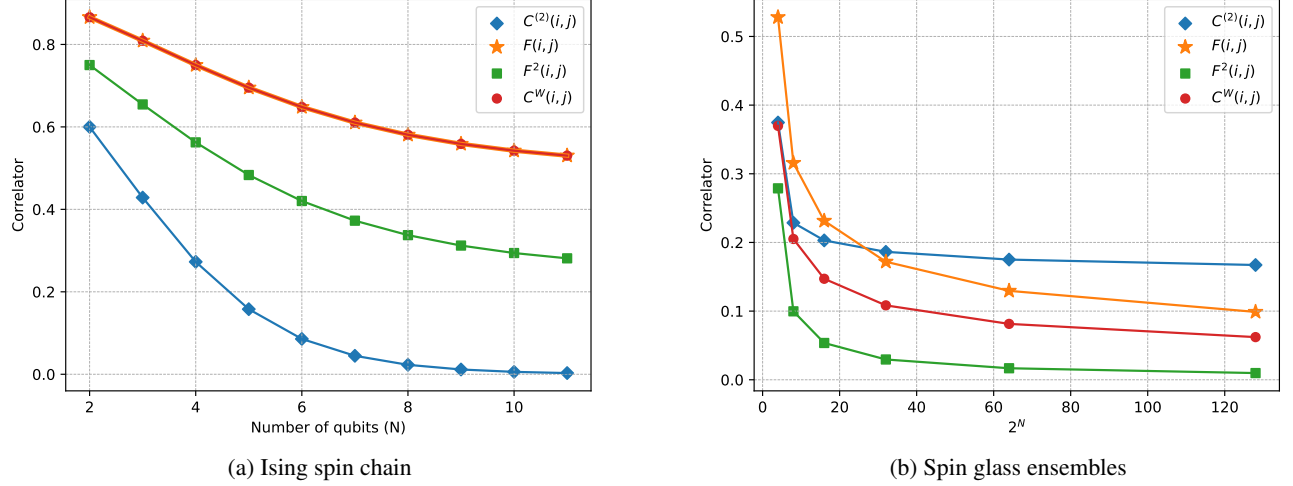 0.8
0.6
0.4
0.2
0.0
Correlator
2
4
6
8
10
Number of qubits (N)
C^{(2)}(i, j)
F(i, j)
F^2(i, j)
C^W(i, j)
(a) Ising spin chain
0.5
0.4
0.3
0.2
0.1
0.0
Correlator
0
20
40
60
80
100
120
2^N
C^{(2)}(i, j)
F(i, j)
F^2(i, j)
C^W(i, j)
(b) Spin glass ensembles